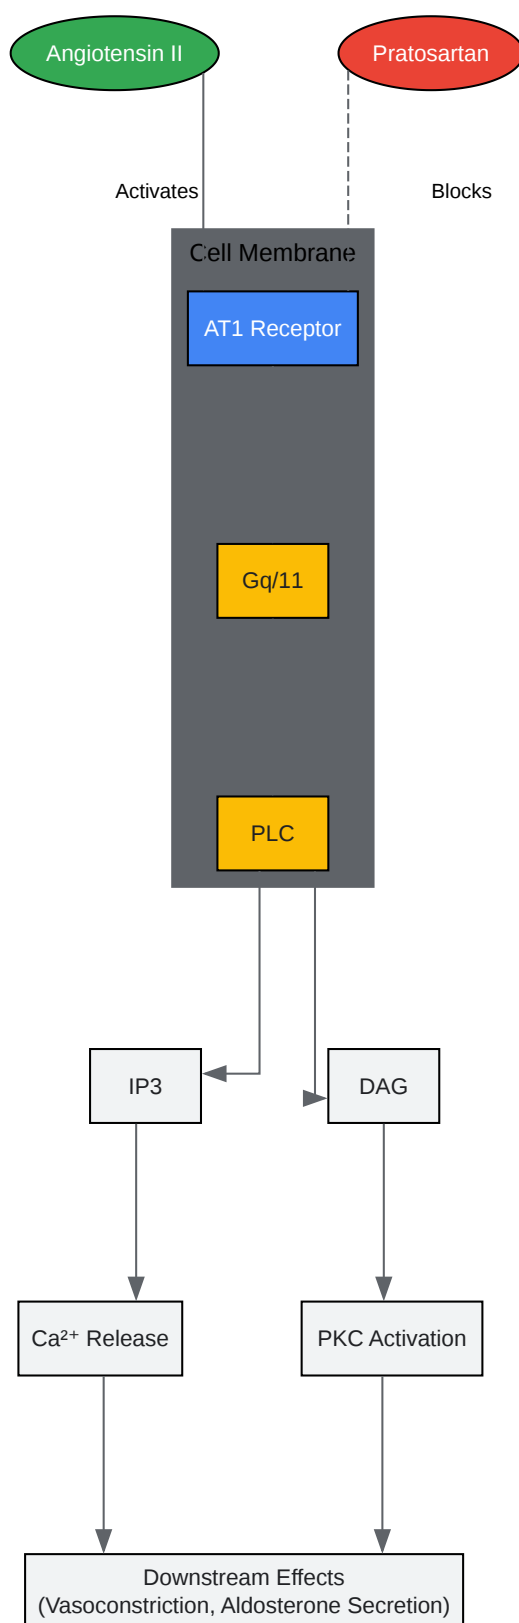 Angiotensin II
Pratosartan
Activates
Blocks
Cell Membrane
AT1 Receptor
Gq/11
PLC
IP3
DAG
Ca²⁺ Release
PKC Activation
Downstream Effects
(Vasoconstriction, Aldosterone Secretion)